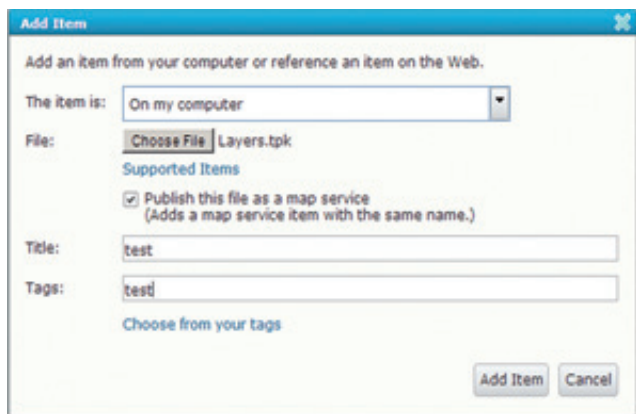 Add Item
Add an item from your computer or reference an item on the Web.
The item is: On my computer
File: Choose File Layers.tpk
Supported Items
Publish this file as a map service
(Adds a map service item with the same name.)
Title: test
Tags: test
Choose from your tags
Add Item Cancel